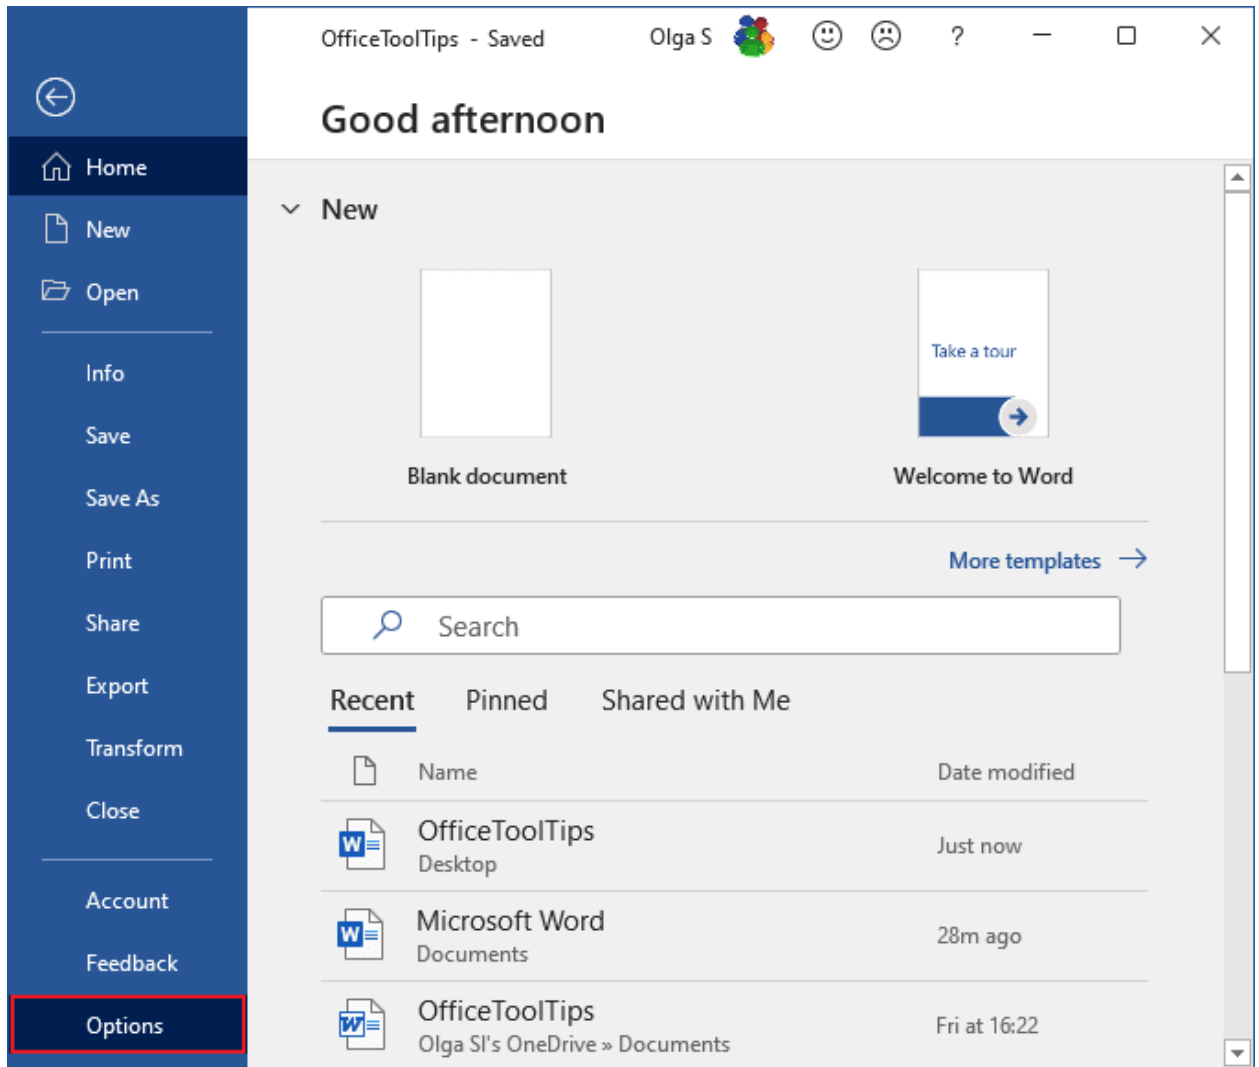 OfficeToolTips - Saved
Olga S
?
Good afternoon
Home
New
Open
Info
Save
Save As
Print
Share
Export
Transform
Close
Account
Feedback
Options
New
Take a tour
Blank document
Welcome to Word
More templates
Search
Recent Pinned Shared with Me
Name Date modified
W
OfficeToolTips
Desktop
Just now
W
Microsoft Word
Documents
28m ago
W
OfficeToolTips
Olga SI's OneDrive » Documents
Fri at 16:22